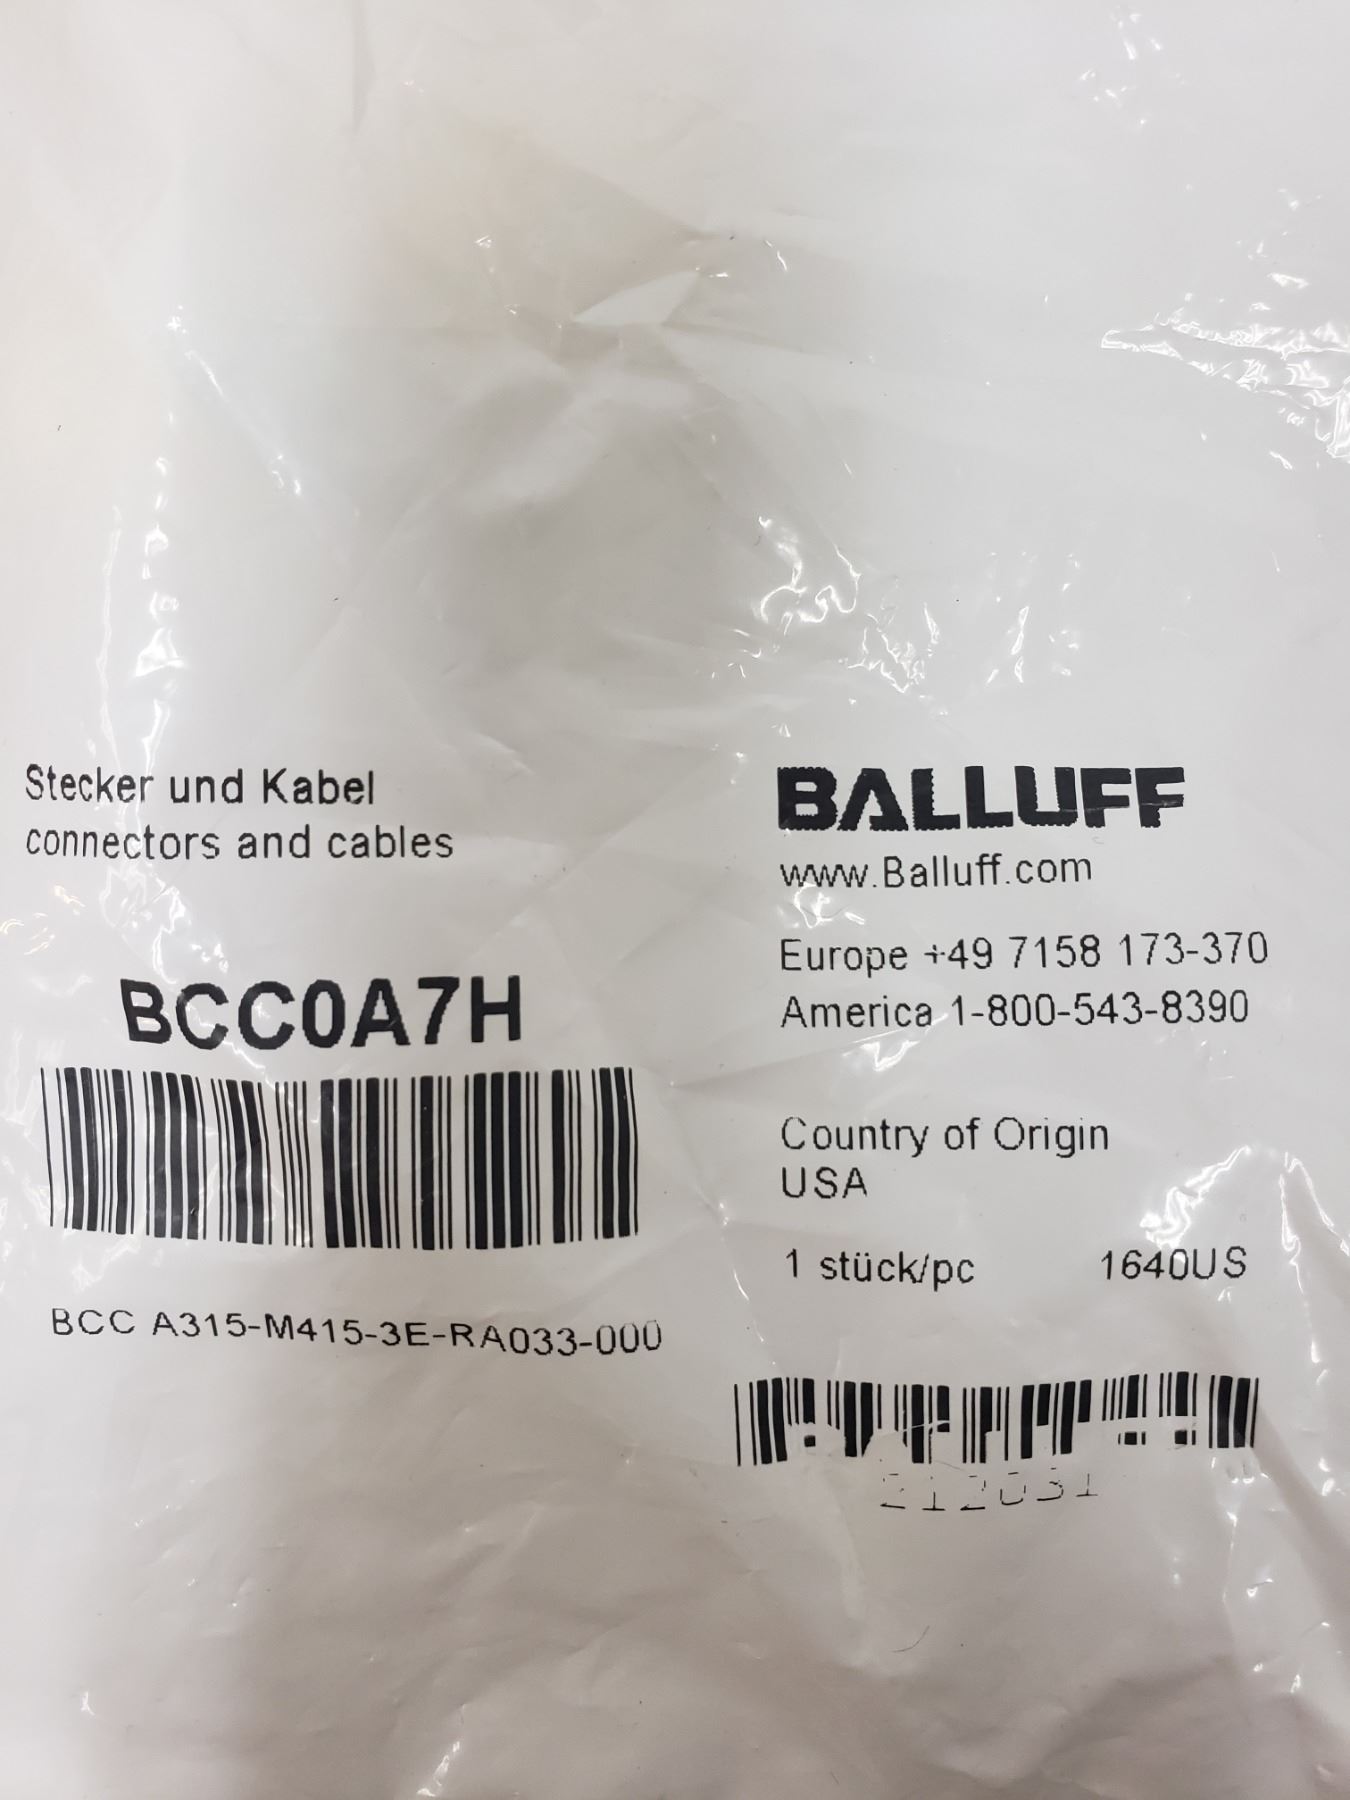 Stecker und Kabel
connectors and cables
BCC0A7H
BCC A315-M415-3E-RA033-000
BALLUFF
www.Balluff.com
Europe +49 7158 173-370
America 1-800-543-8390
Country of Origin
USA
1 stück/pc 1640US